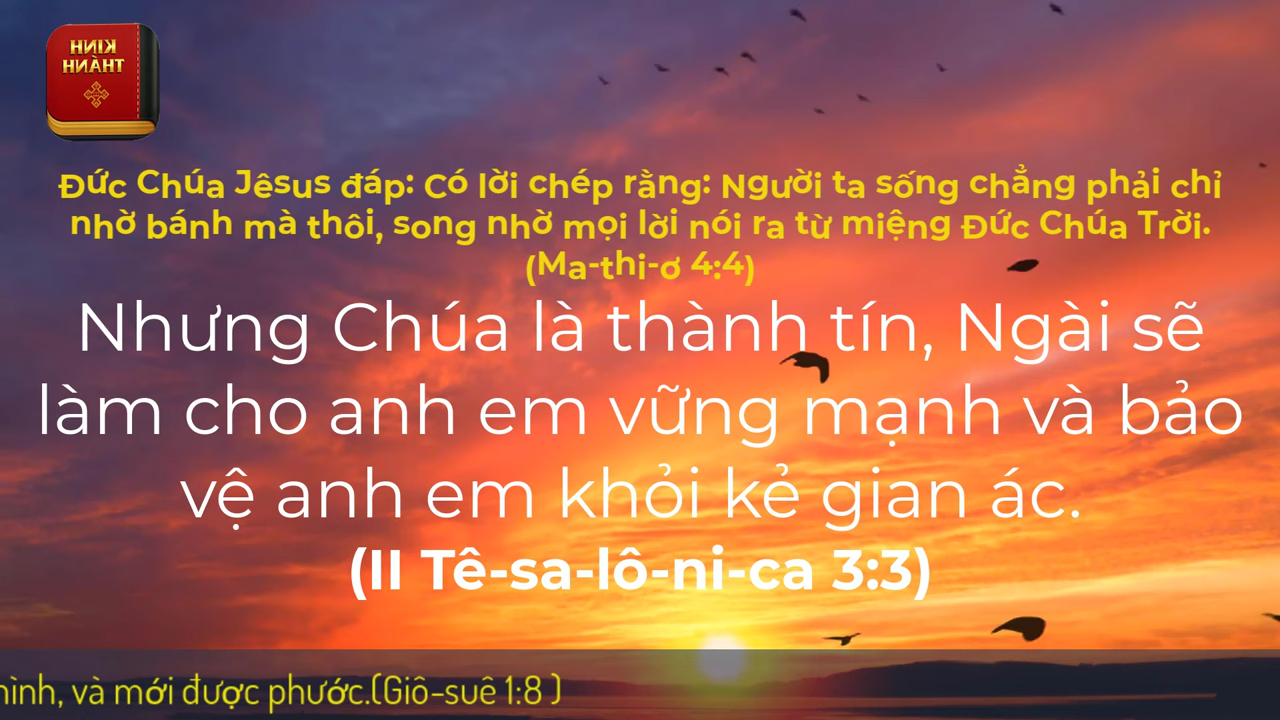 KINH
THÁNH
Đức Chúa Jêsus đáp: Có lời chép rằng: Người ta sống chẳng phải chỉ
nhờ bánh mà thôi, song nhờ mọi lời nói ra từ miệng Đức Chúa Trời.
(Ma-thi-ơ 4:4)
Nhưng Chúa là thành tín, Ngài sẽ
làm cho anh em vững mạnh và bảo
vệ anh em khỏi kẻ gian ác.
(II Tê-sa-lô-ni-ca 3:3)
và mới được phước.(Giô-suê 1:8 )